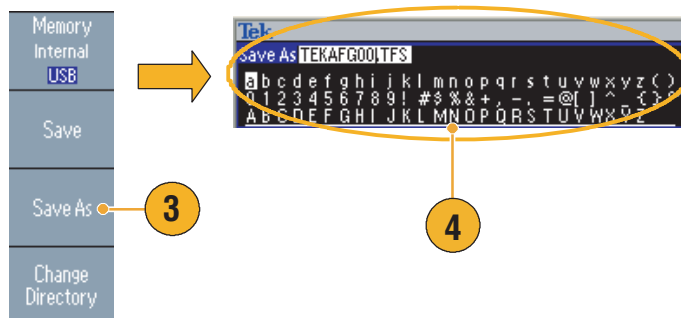 Memory
Internal
USB
Save
Save As
Change
Directory
3
Tek
Save As TEKAFG00.TFS
a b c d e f g h i j k l m n o p q r s t u v w x y z ( )
0 1 2 3 4 5 6 7 8 9 ! # $ % & + , - . = @ [ ] ^ _ { }
A B C D E F G H I J K L M N O P Q R S T U V W X Y Z
4